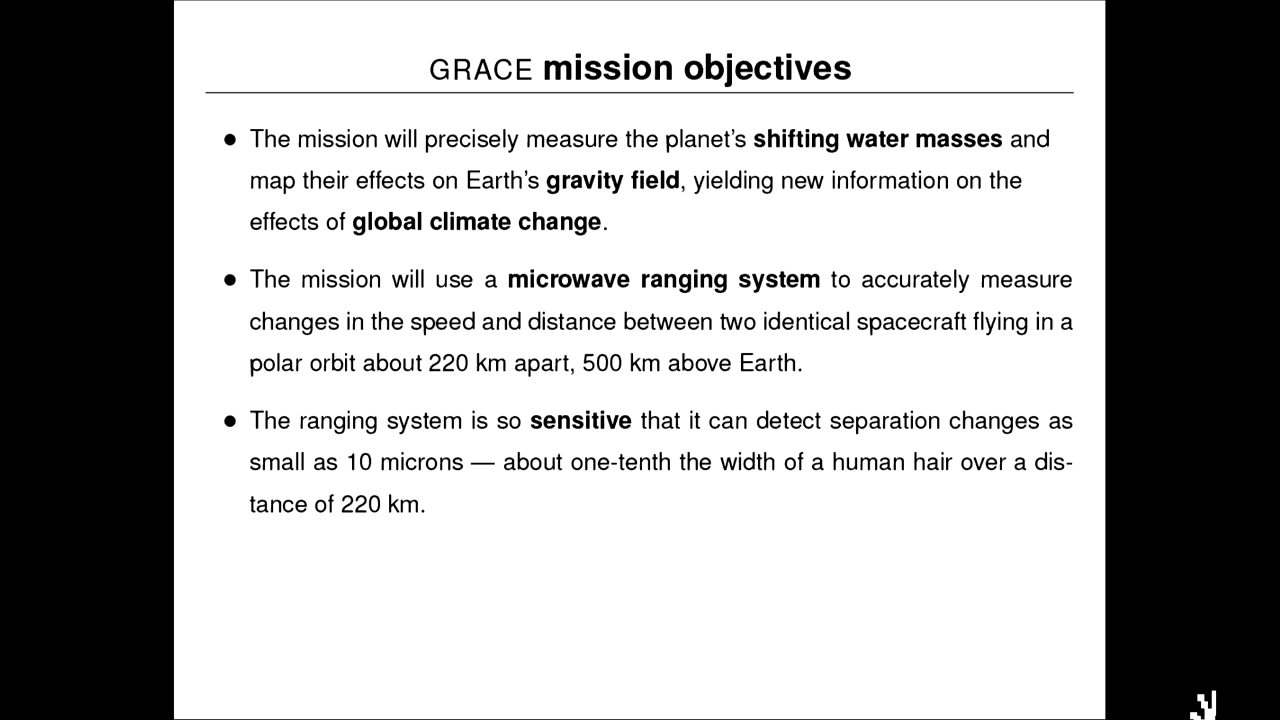 GRACE mission objectives
● The mission will precisely measure the planet’s shifting water masses and
map their effects on Earth’s gravity field, yielding new information on the
effects of global climate change.
● The mission will use a microwave ranging system to accurately measure
changes in the speed and distance between two identical spacecraft flying in a
polar orbit about 220 km apart, 500 km above Earth.
● The ranging system is so sensitive that it can detect separation changes as
small as 10 microns — about one-tenth the width of a human hair over a dis-
tance of 220 km.